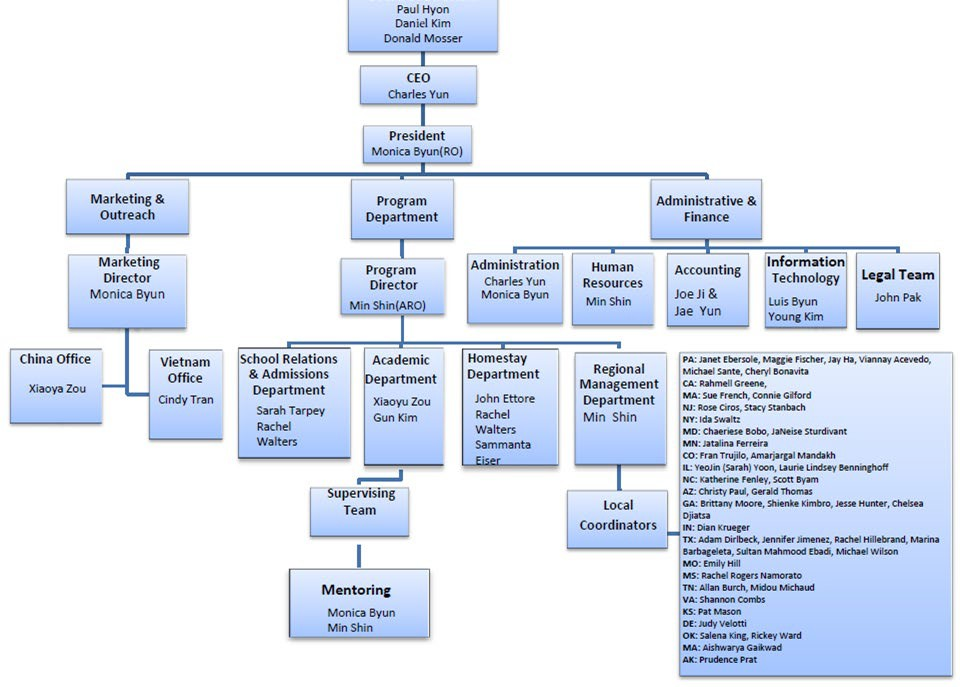 Paul Hyon
Daniel Kim
Donald Mosser
CEO
Charles Yun
President
Monica Byun(RO)
Marketing &
Outreach
Program
Department
Administrative &
Finance
Marketing
Director
Monica Byun
Program
Director
Min Shin(ARO)
Administration
Charles Yun
Monica Byun
Human
Resources
Min Shin
Accounting
Joe Ji &
Jae Yun
Information
Technology
Luis Byun
Young Kim
Legal Team
John Pak
China Office
Xiaoya Zou
Vietnam
Office
Cindy Tran
School Relations
& Admissions
Department
Sarah Tarpey
Rachel
Walters
Academic
Department
Xiaoyu Zou
Gun Kim
Homestay
Department
John Ettore
Rachel
Walters
Sammanta
Eiser
Regional
Management
Department
Min Shin
Supervising
Team
Mentoring
Monica Byun
Min Shin
Local
Coordinators
PA: Janet Ebersole, Maggie Fischer, Jay Ha, Viannay Acevedo,
Michael Sante, Cheryl Bonavita
CA: Rahmell Greene,
MA: Sue French, Connie Gilford
NJ: Rose Ciros, Stacy Stanbach
NY: Ida Swaltz
MD: Chaeriese Bobo, JaNeise Sturdivant
MN: Jatalina Ferreira
CO: Fran Trujilo, Amarjargal Mandakh
IL: YeoJin (Sarah) Yoon, Laurie Lindsey Benninghoff
NC: Katherine Fenley, Scott Byam
AZ: Christy Paul, Gerald Thomas
GA: Brittany Moore, Shienke Kimbro, Jesse Hunter, Chelsea
Djiatsa
IN: Dian Krueger
TX: Adam Dirlbeck, Jennifer Jimenez, Rachel Hillebrand, Marina
Barbageleta, Sultan Mahmood Ebadi, Michael Wilson
MO: Emily Hill
MS: Rachel Rogers Namorato
TN: Allan Burch, Midou Michaud
VA: Shannon Combs
KS: Pat Mason
DE: Judy Velotti
OK: Salena King, Rickey Ward
MA: Aishwarya Gaikwad
AK: Prudence Prat